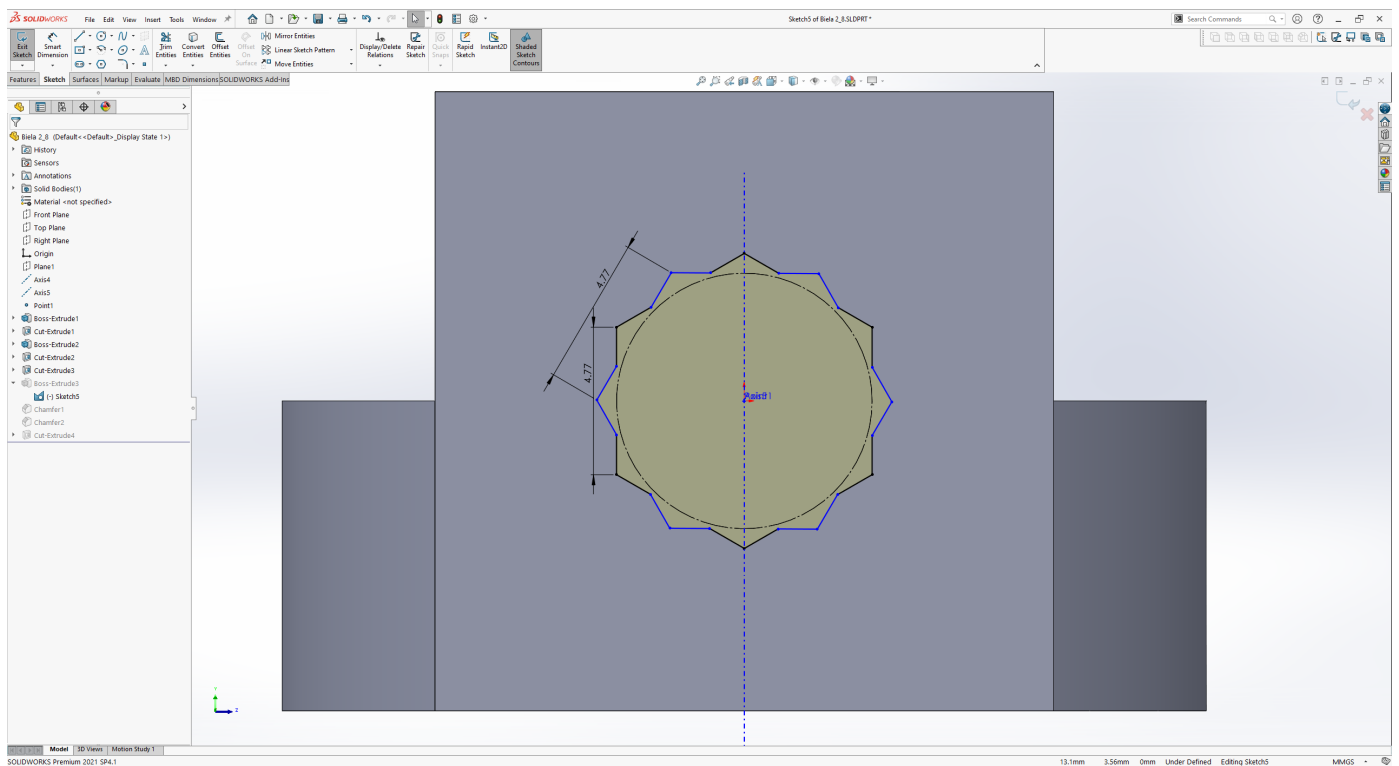 SOLIDWORKS File Edit View Insert Tools Window
Sketch5 of Biela 2_8.SLDPRT *
Search Commands
Exit Sketch
Smart Dimension
Trim Entities
Convert Entities
Offset Entities
Offset On Surface
Mirror Entities
Linear Sketch Pattern
Move Entities
Display/Delete Relations
Repair Sketch
Quick Snaps
Rapid Sketch
Instant2D
Shaded Sketch Contours
Features Sketch Surfaces Markup Evaluate MBD Dimensions SOLIDWORKS Add-Ins
Biela 2_8 (Default<<Default>_Display State 1>)
History
Sensors
Annotations
Solid Bodies(1)
Material <not specified>
Front Plane
Top Plane
Right Plane
Origin
Plane1
Axis4
Axis5
Point1
Boss-Extrude1
Cut-Extrude1
Boss-Extrude2
Cut-Extrude2
Cut-Extrude3
Boss-Extrude3
(-) Sketch5
Chamfer1
Chamfer2
Cut-Extrude4
4.77
4.77
Y
Z
Model 3D Views Motion Study 1
SOLIDWORKS Premium 2021 SP4.1
13.1mm 3.56mm 0mm Under Defined Editing Sketch5 MMGS